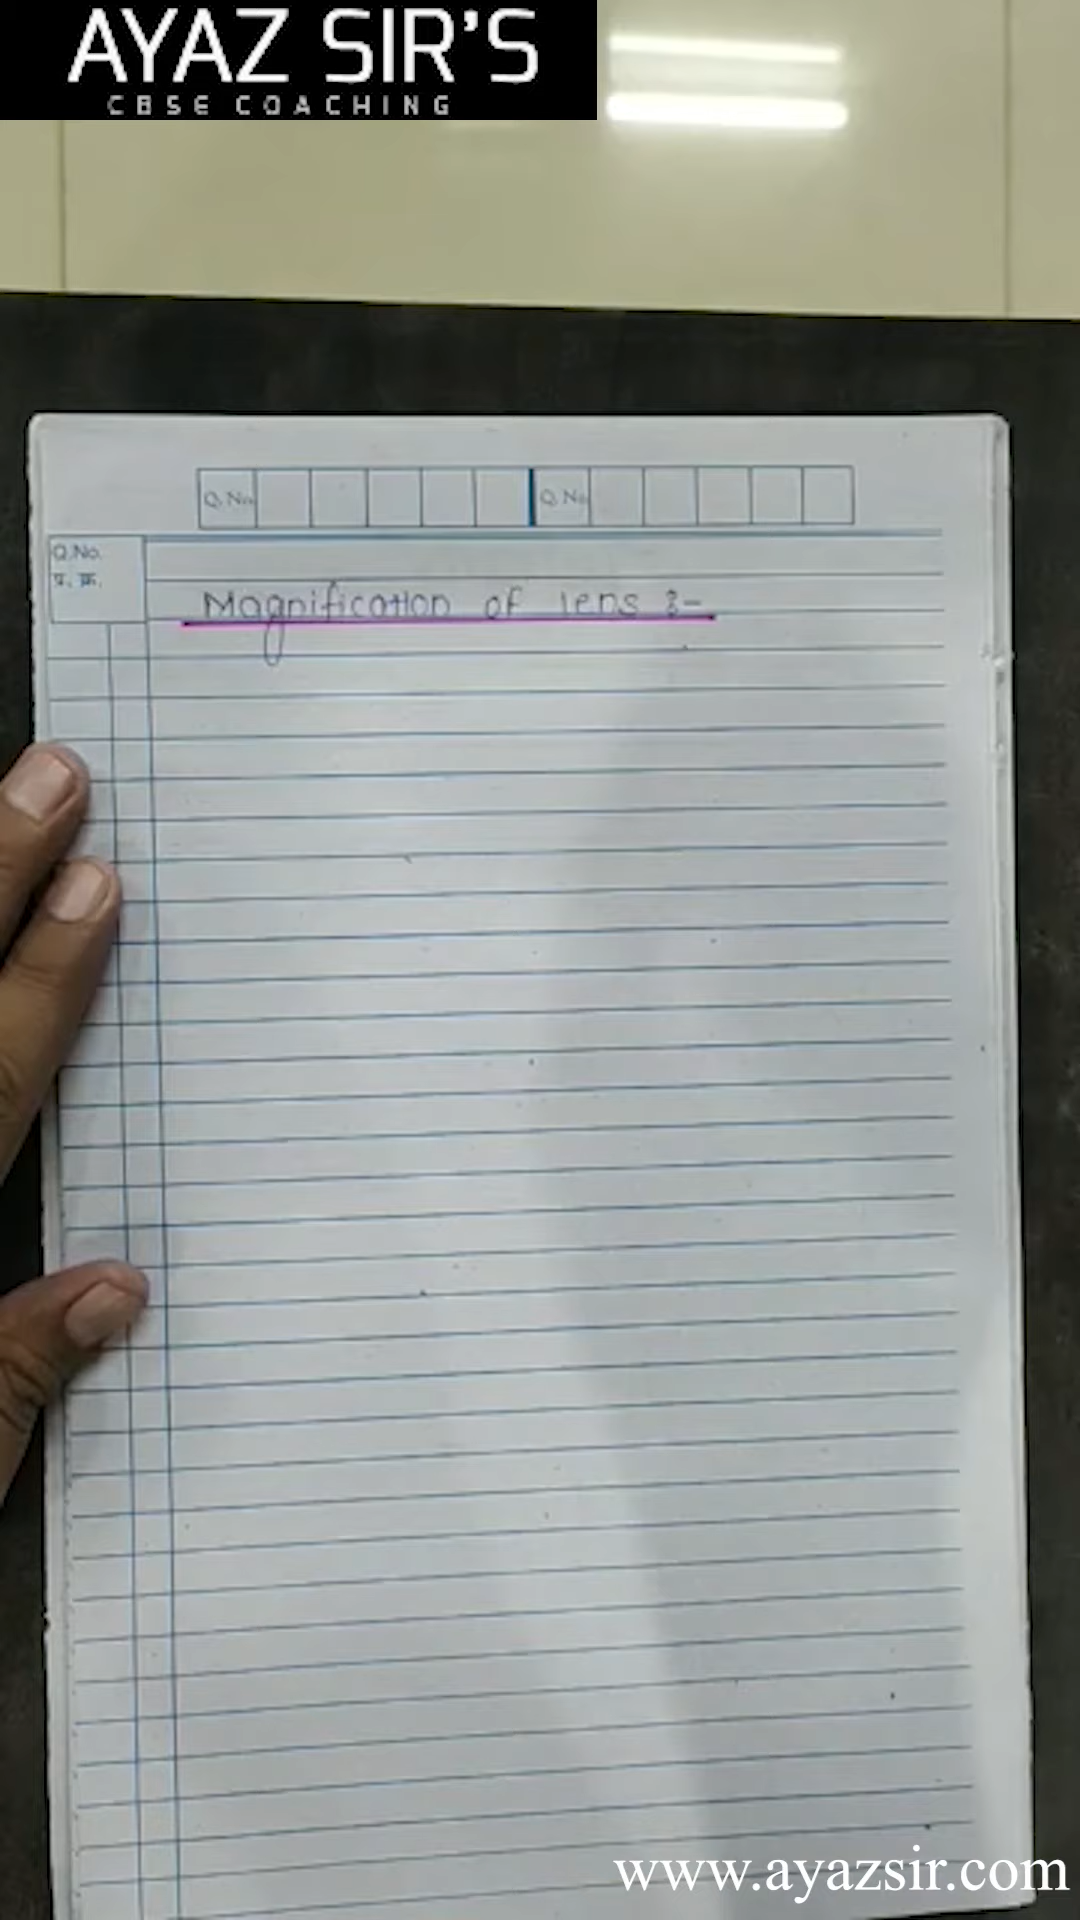 AYAZ SIR'S
CBSE COACHING
Q.No. Q.No.
Q.No.
प्र. क्र.
Magnification of lens :-
www.ayazsir.com